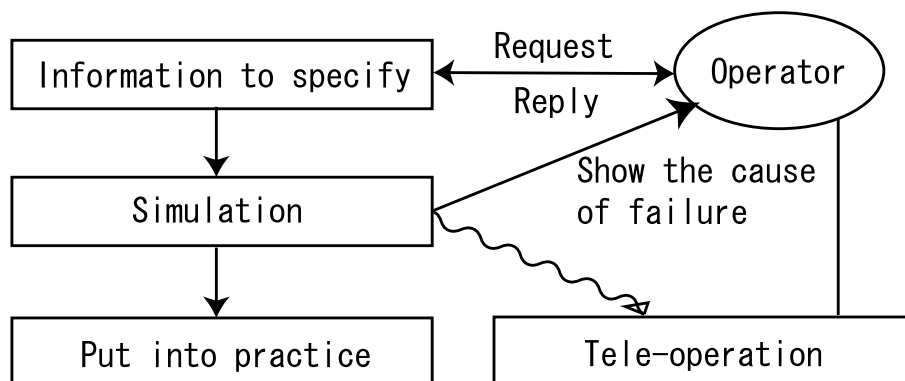 Information to specify
Request
Reply
Operator
Simulation
Show the cause
of failure
Put into practice
Tele-operation